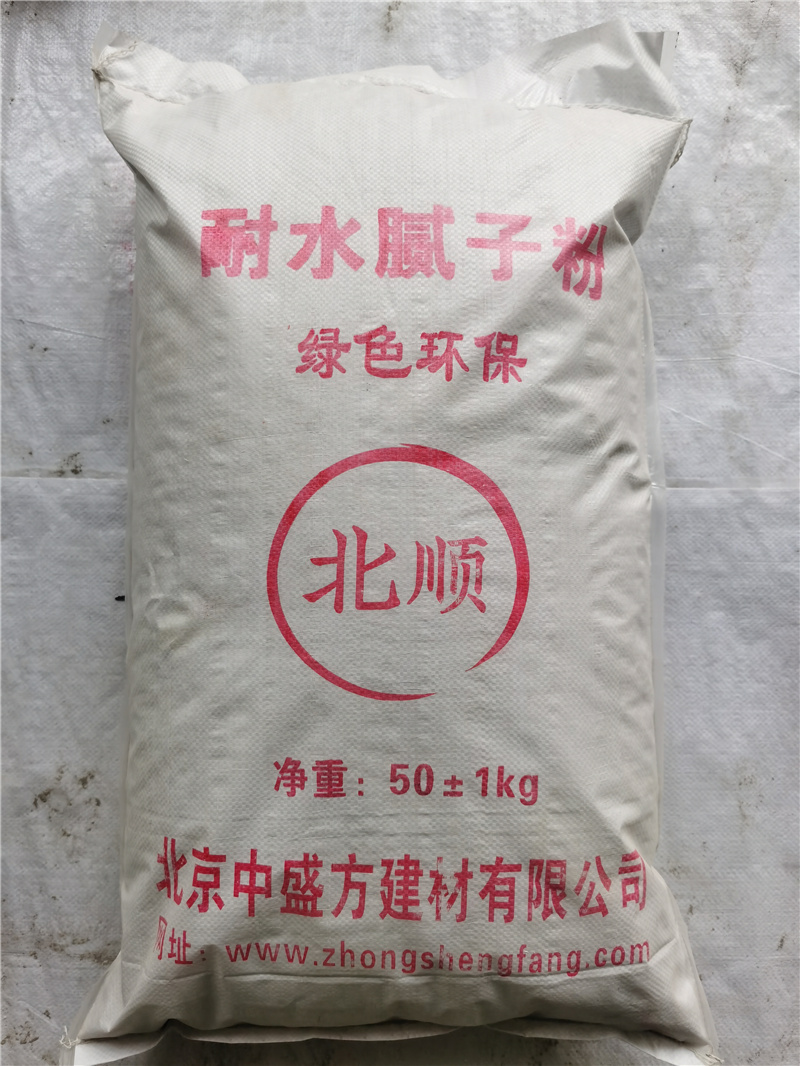 耐水腻子粉
绿色环保
北顺
净重：50±1kg
北京中盛方建材有限公司
网址：www.zhongshengfang.com